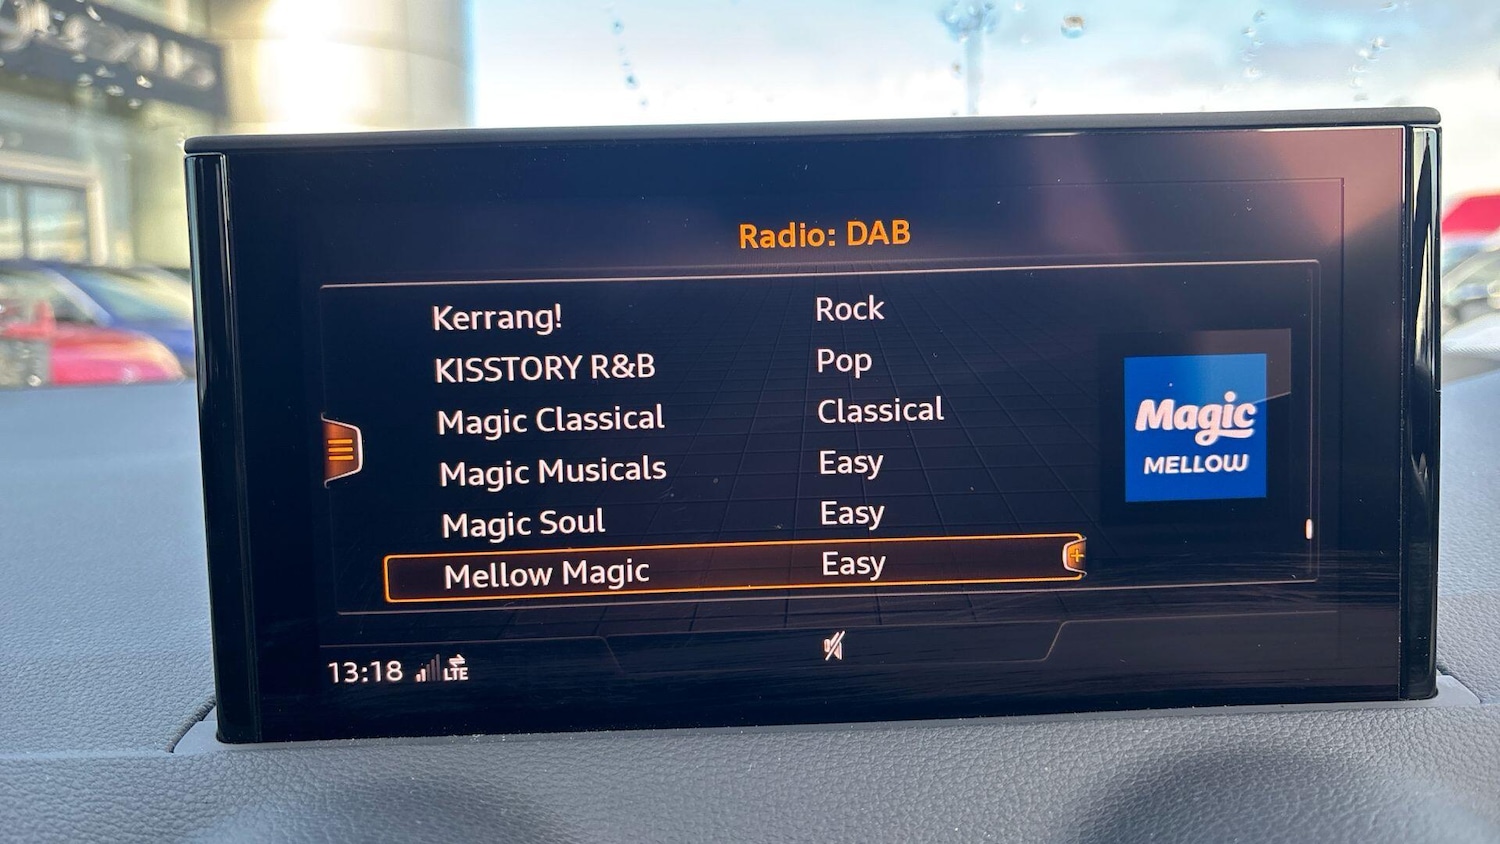 Radio: DAB
Kerrang! Rock
KISSTORY R&B Pop
Magic Classical Classical
Magic Musicals Easy
Magic Soul Easy
Mellow Magic Easy
Magic
MELLOW
13:18 LTE